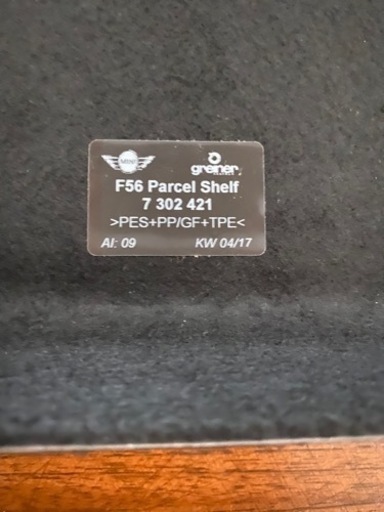 MINI
greiner
F56 Parcel Shelf
7 302 421
>PES+PP/GF+TPE<
AI: 09 KW 04/17